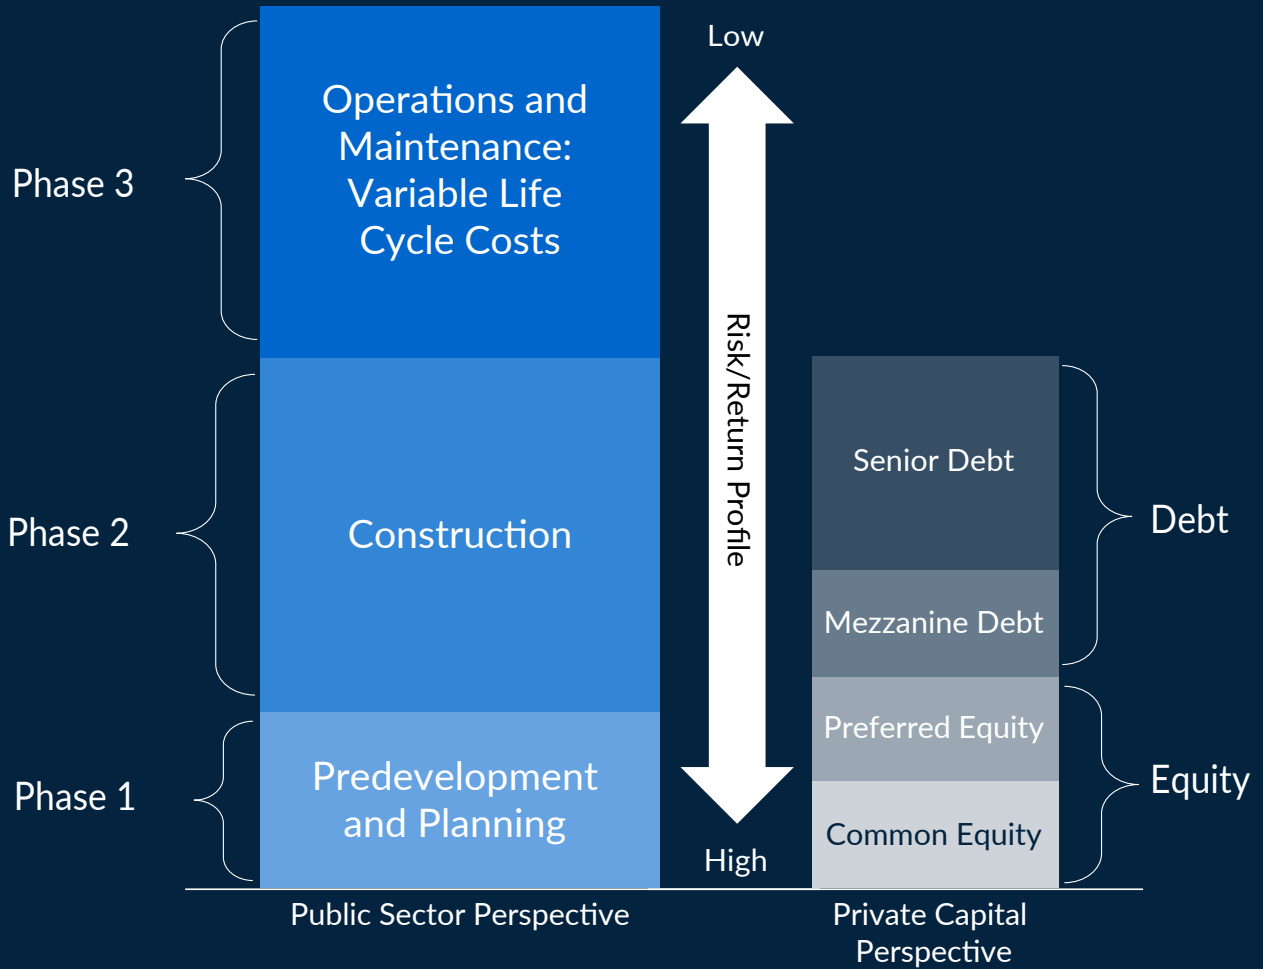 Phase 3
Operations and
Maintenance:
Variable Life
Cycle Costs
Phase 2
Construction
Phase 1
Predevelopment
and Planning
Public Sector Perspective
Low
Risk/Return Profile
High
Senior Debt
Mezzanine Debt
Debt
Preferred Equity
Common Equity
Equity
Private Capital
Perspective